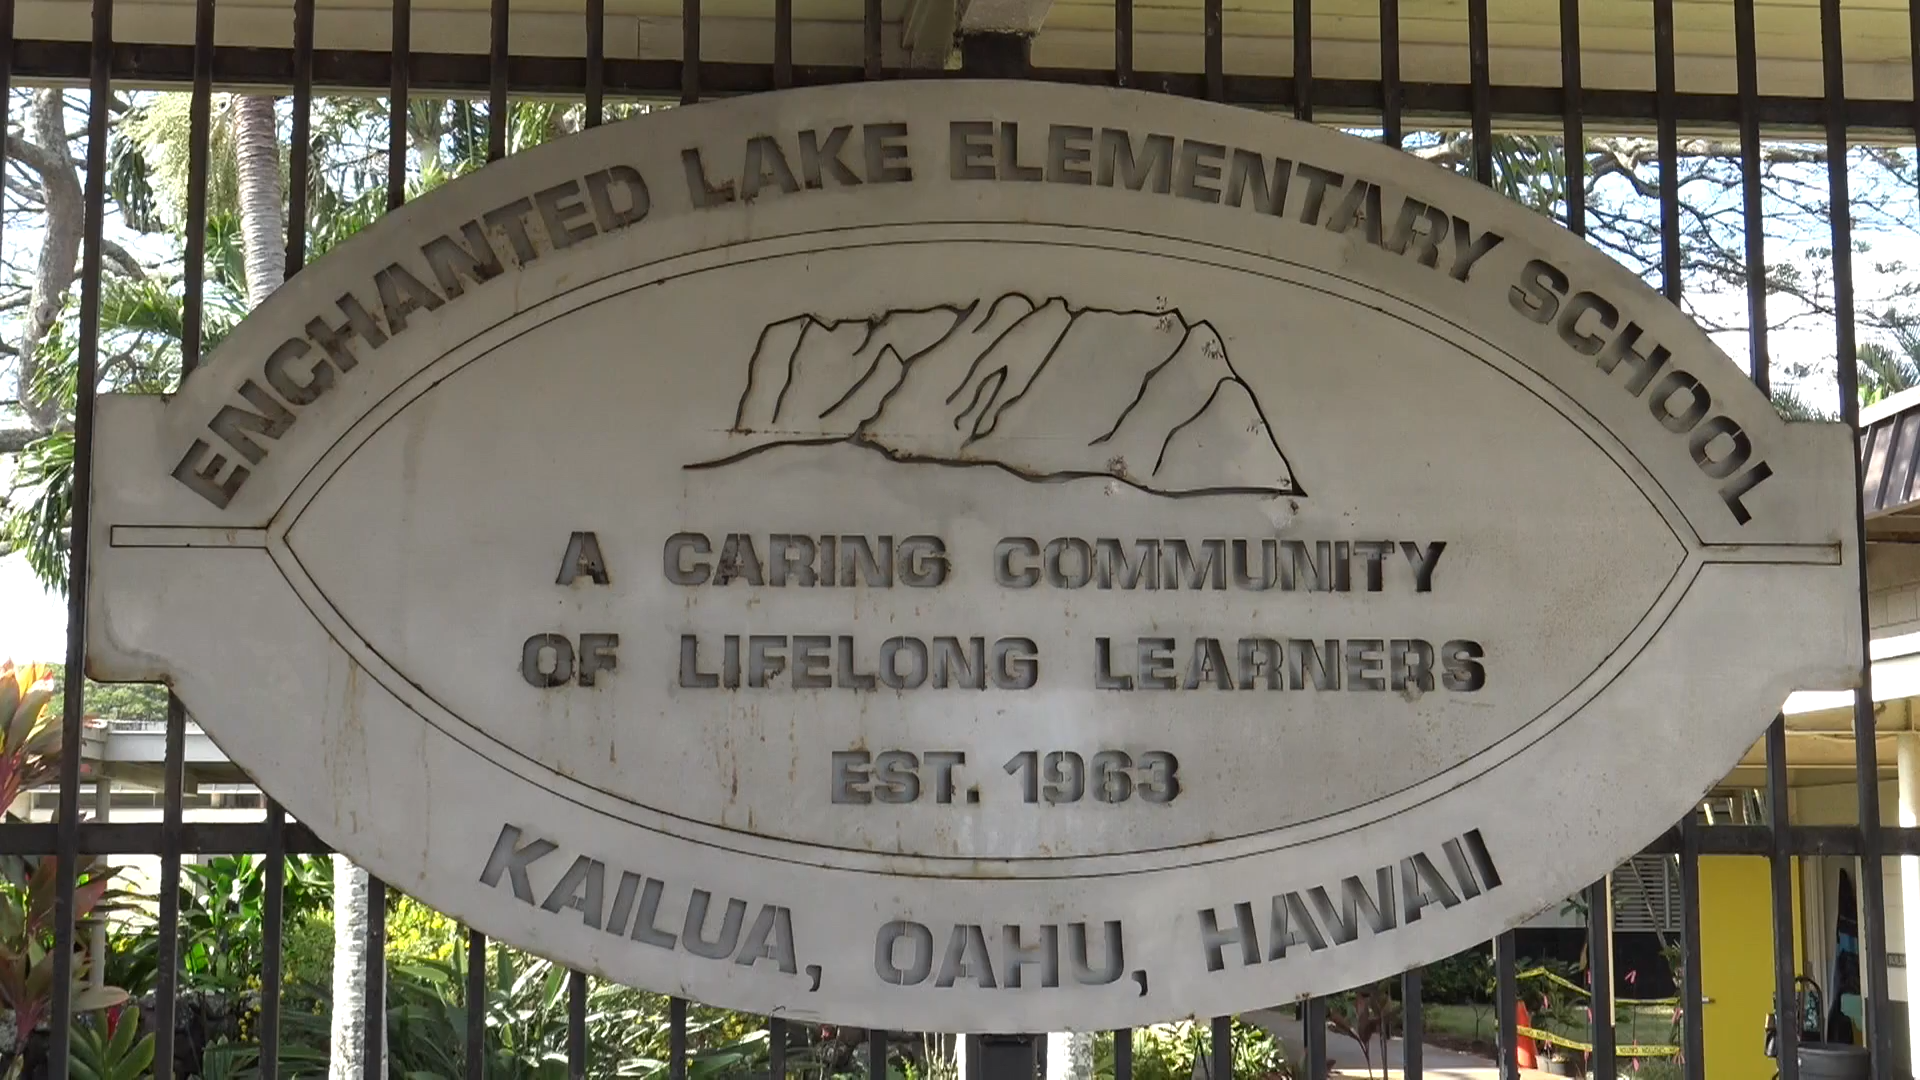 ENCHANTED LAKE ELEMENTARY SCHOOL
A CARING COMMUNITY
OF LIFELONG LEARNERS
EST. 1963
KAILUA, OAHU, HAWAII